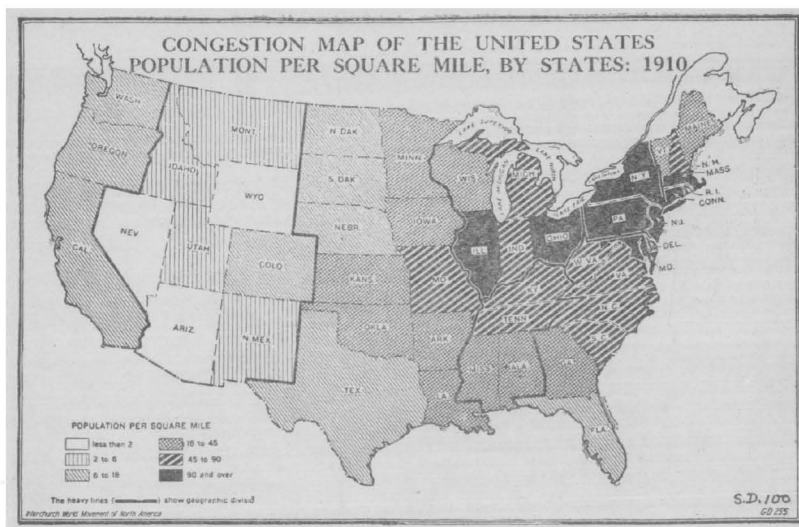 CONGESTION MAP OF THE UNITED STATES
POPULATION PER SQUARE MILE, BY STATES: 1910
WASH.
OREGON
CAL.
NEV.
IDAHO
MONT.
WYO.
UTAH
ARIZ.
COLO.
N.MEX.
N.DAK.
S.DAK.
NEBR.
KANS.
OKLA.
TEX.
MINN.
IOWA
MO.
ARK.
LA.
WIS.
ILL.
MICH.
IND.
OHIO
KY.
TENN.
MISS.
ALA.
GA.
FLA.
S.C.
N.C.
VA.
W.VA.
PA.
N.Y.
VT.
MAINE
N.H.
MASS.
R.I.
CONN.
N.J.
DEL.
MD.
LAKE SUPERIOR
LAKE MICHIGAN
LAKE HURON
LAKE ERIE
POPULATION PER SQUARE MILE
less than 2
2 to 6
6 to 18
18 to 45
45 to 90
90 and over
The heavy lines ( ) show geographic divisi
Interchurch World Movement of North America
S.D.100
GD 255